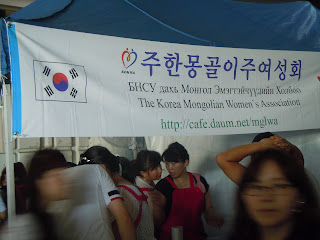 주한몽골이주여성회
БНСУ дахь Монгол Эмэгтэйчүүдийн Холбоо
The Korea Mongolian Women's Association
http://cafe.daum.net/mglwa